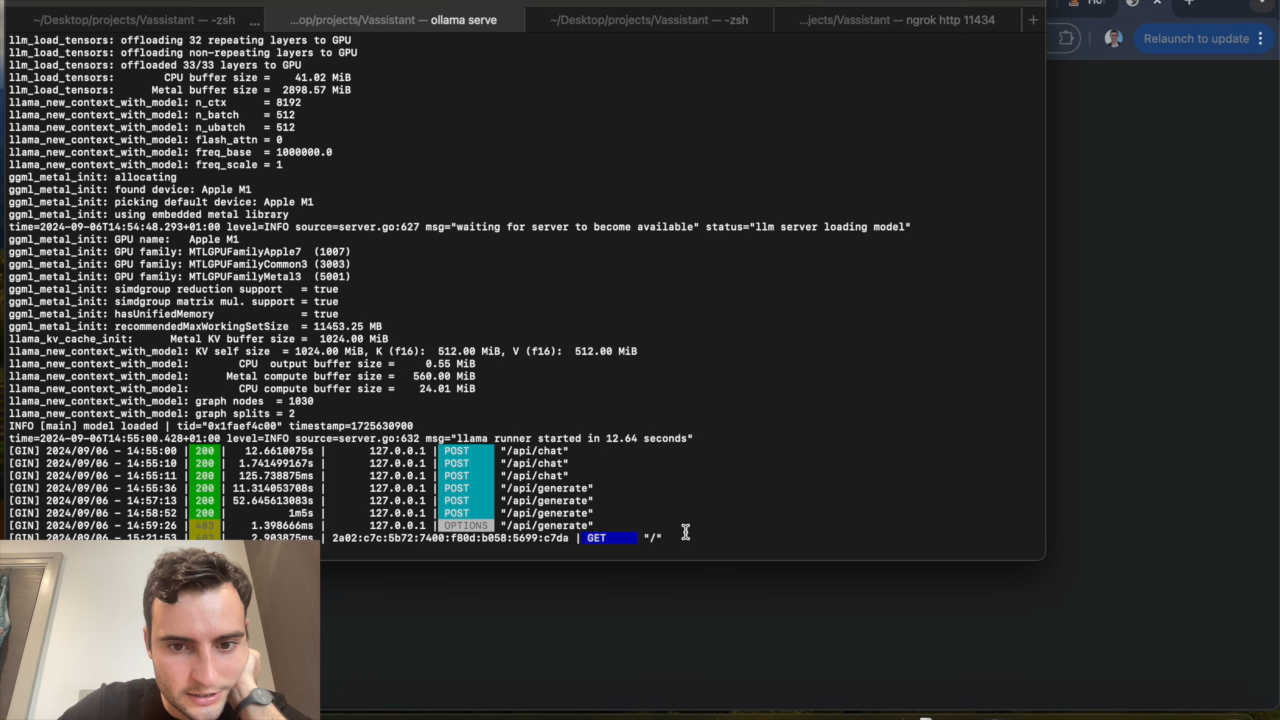 ~/Desktop/projects/Vassistant — -zsh ... ...op/projects/Vassistant — ollama serve ~/Desktop/projects/Vassistant — -zsh ...jects/Vassistant — ngrok http 11434 +
Relaunch to update
llm_load_tensors: offloading 32 repeating layers to GPU
llm_load_tensors: offloading non-repeating layers to GPU
llm_load_tensors: offloaded 33/33 layers to GPU
llm_load_tensors: CPU buffer size = 41.02 MiB
llm_load_tensors: Metal buffer size = 2898.57 MiB
llama_new_context_with_model: n_ctx = 8192
llama_new_context_with_model: n_batch = 512
llama_new_context_with_model: n_ubatch = 512
llama_new_context_with_model: flash_attn = 0
llama_new_context_with_model: freq_base = 1000000.0
llama_new_context_with_model: freq_scale = 1
ggml_metal_init: allocating
ggml_metal_init: found device: Apple M1
ggml_metal_init: picking default device: Apple M1
ggml_metal_init: using embedded metal library
time=2024-09-06T14:54:48.293+01:00 level=INFO source=server.go:627 msg="waiting for server to become available" status="llm server loading model"
ggml_metal_init: GPU name: Apple M1
ggml_metal_init: GPU family: MTLGPUFamilyApple7 (1007)
ggml_metal_init: GPU family: MTLGPUFamilyCommon3 (3003)
ggml_metal_init: GPU family: MTLGPUFamilyMetal3 (5001)
ggml_metal_init: simdgroup reduction support = true
ggml_metal_init: simdgroup matrix mul. support = true
ggml_metal_init: hasUnifiedMemory = true
ggml_metal_init: recommendedMaxWorkingSetSize = 11453.25 MB
llama_kv_cache_init: Metal KV buffer size = 1024.00 MiB
llama_new_context_with_model: KV self size = 1024.00 MiB, K (f16): 512.00 MiB, V (f16): 512.00 MiB
llama_new_context_with_model: CPU output buffer size = 0.55 MiB
llama_new_context_with_model: Metal compute buffer size = 560.00 MiB
llama_new_context_with_model: CPU compute buffer size = 24.01 MiB
llama_new_context_with_model: graph nodes = 1030
llama_new_context_with_model: graph splits = 2
INFO [main] model loaded | tid="0x1faef4c00" timestamp=1725630900
time=2024-09-06T14:55:00.428+01:00 level=INFO source=server.go:632 msg="llama runner started in 12.64 seconds"
[GIN] 2024/09/06 - 14:55:00 | 200 | 12.6610075s | 127.0.0.1 | POST "/api/chat"
[GIN] 2024/09/06 - 14:55:10 | 200 | 1.741499167s | 127.0.0.1 | POST "/api/chat"
[GIN] 2024/09/06 - 14:55:11 | 200 | 125.738875ms | 127.0.0.1 | POST "/api/chat"
[GIN] 2024/09/06 - 14:55:36 | 200 | 11.314053708s | 127.0.0.1 | POST "/api/generate"
[GIN] 2024/09/06 - 14:57:13 | 200 | 52.645613083s | 127.0.0.1 | POST "/api/generate"
[GIN] 2024/09/06 - 14:58:52 | 200 | 1m5s | 127.0.0.1 | POST "/api/generate"
[GIN] 2024/09/06 - 14:59:26 | 403 | 1.398666ms | 127.0.0.1 | OPTIONS "/api/generate"
[GIN] 2024/09/06 - 15:21:53 | 403 | 2.903875ms | 2a02:c7c:5b72:7400:f80d:b058:5699:c7da | GET "/"